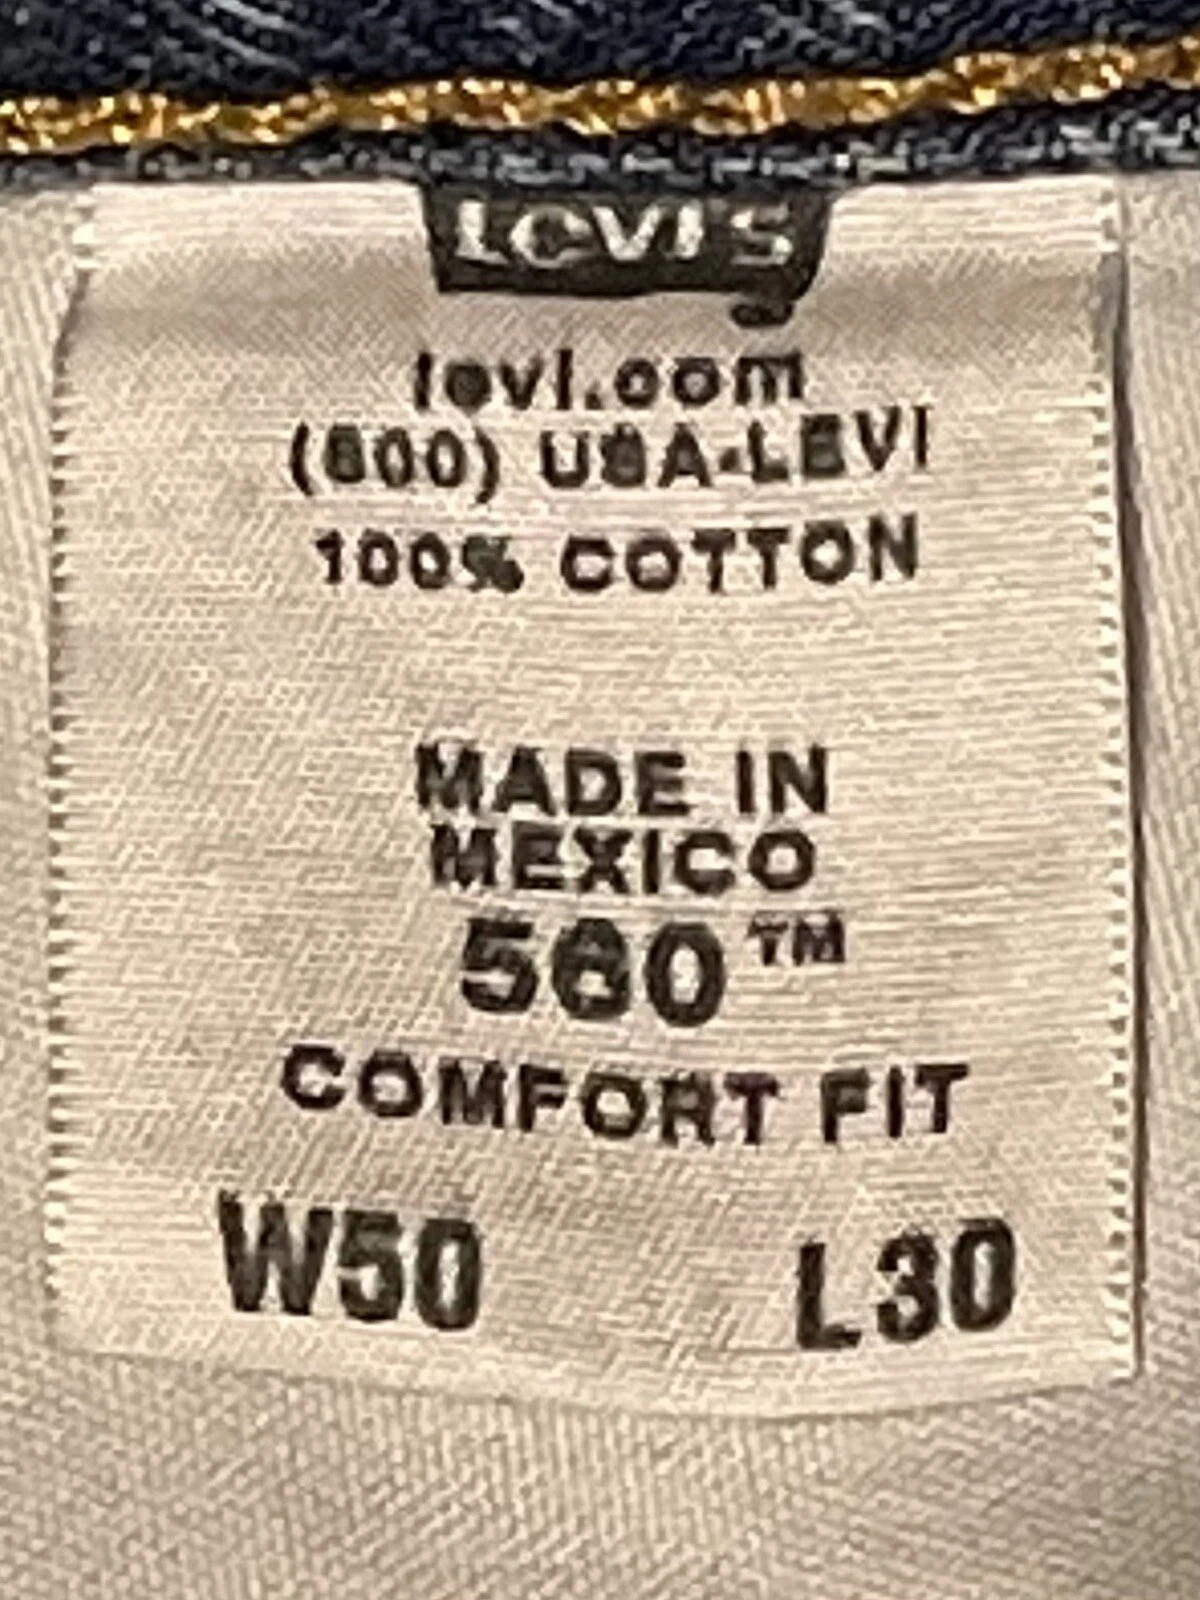 LEVI'S
levi.com
(800) USA-LEVI
100% COTTON
MADE IN
MEXICO
560™
COMFORT FIT
W50 L30